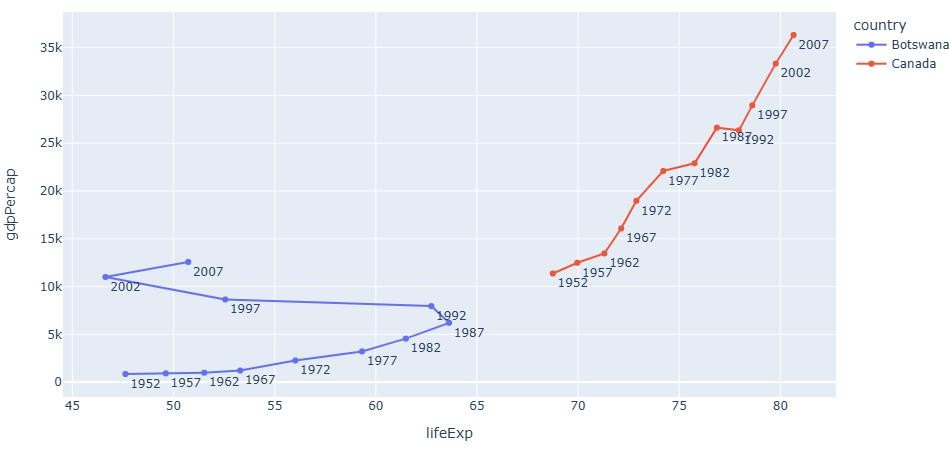 country
Botswana
Canada
gdpPercap
35k
30k
25k
20k
15k
10k
5k
0
2007
2002
1997
1987
1992
1982
1977
1972
1967
1962
1957
1952
2007
2002
1997
1992
1987
1982
1977
1972
1967
1962
1957
1952
45 50 55 60 65 70 75 80
lifeExp